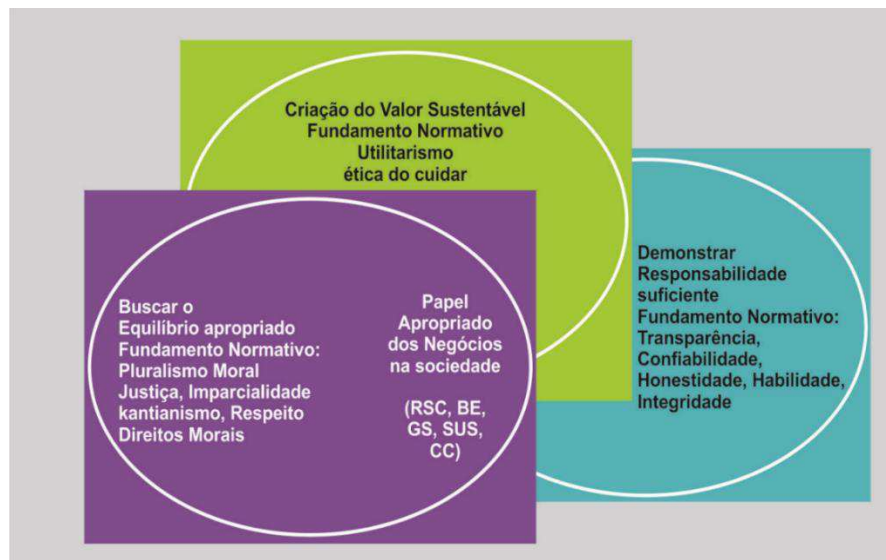 Criação do Valor Sustentável
Fundamento Normativo
Utilitarismo
ética do cuidar
Buscar o
Equilíbrio apropriado
Fundamento Normativo:
Pluralismo Moral
Justiça, Imparcialidade
kantianismo, Respeito
Direitos Morais
Papel
Apropriado
dos Negócios
na sociedade
(RSC, BE,
GS, SUS,
CC)
Demonstrar
Responsabilidade
suficiente
Fundamento Normativo:
Transparência,
Confiabilidade,
Honestidade, Habilidade,
Integridade